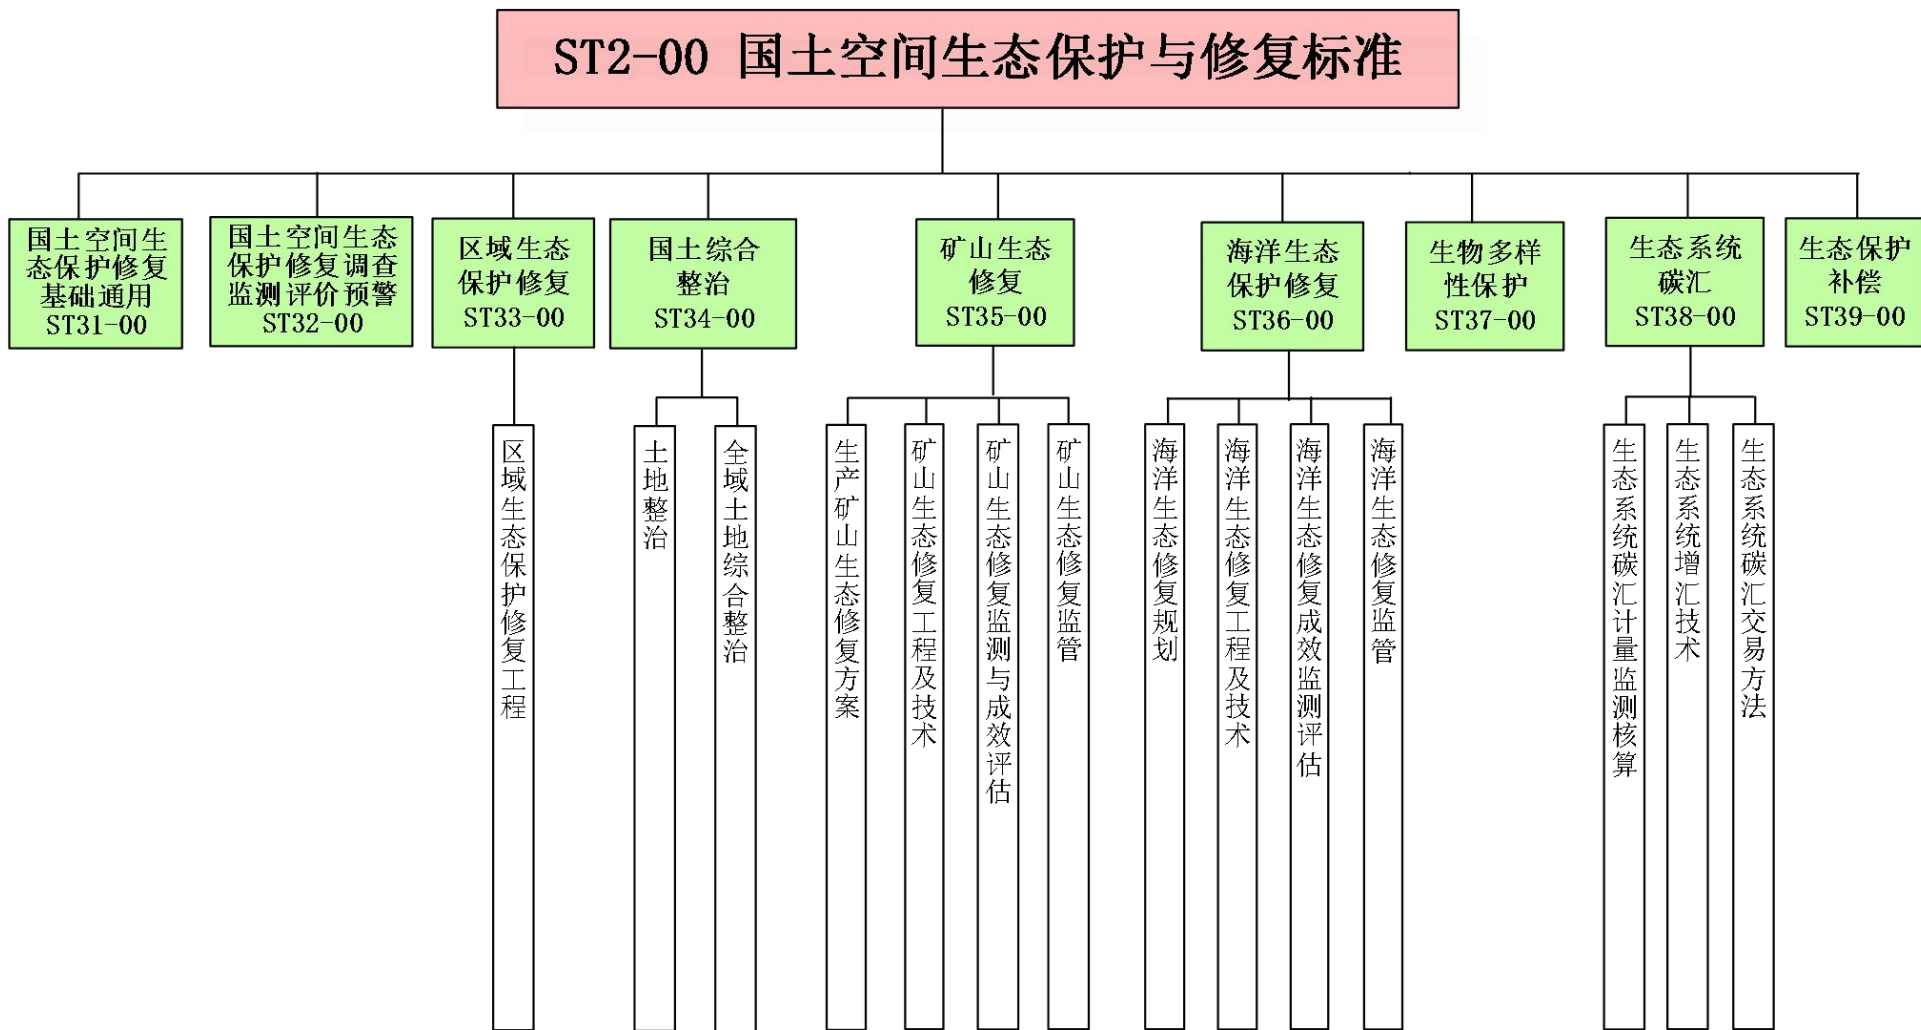 ST2-00 国土空间生态保护与修复标准
国土空间生
态保护修复
基础通用
ST31-00
国土空间生态
保护修复调查
监测评价预警
ST32-00
区域生态
保护修复
ST33-00
国土综合
整治
ST34-00
矿山生态
修复
ST35-00
海洋生态
保护修复
ST36-00
生物多样
性保护
ST37-00
生态系统
碳汇
ST38-00
生态保护
补偿
ST39-00
区域生态保护修复工程
土地整治
全域土地综合整治
生产矿山生态修复方案
矿山生态修复工程及技术
矿山生态修复监测与成效评估
矿山生态修复监管
海洋生态修复规划
海洋生态修复工程及技术
海洋生态修复成效监测评估
海洋生态修复监管
生态系统碳汇计量监测核算
生态系统增汇技术
生态系统碳汇交易方法